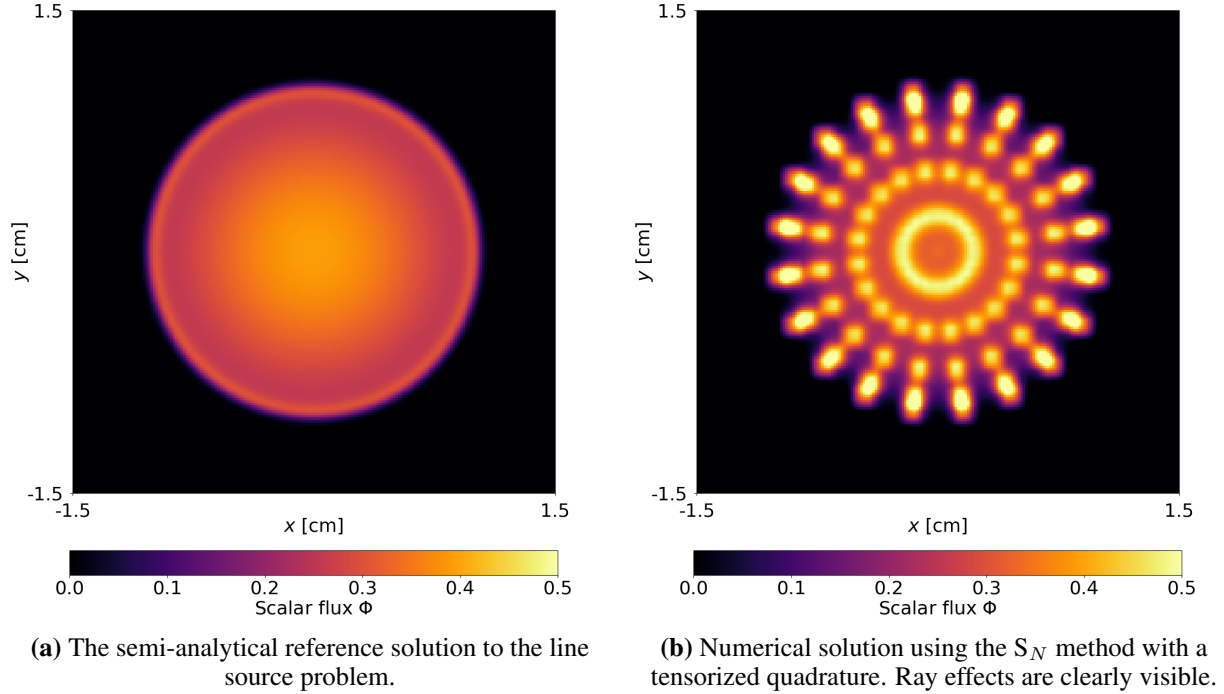 1.5
y [cm]
-1.5
-1.5
1.5
x [cm]
0.0 0.1 0.2 0.3 0.4 0.5
Scalar flux Φ
(a) The semi-analytical reference solution to the line
source problem.
1.5
y [cm]
-1.5
-1.5
1.5
x [cm]
0.0 0.1 0.2 0.3 0.4 0.5
Scalar flux Φ
(b) Numerical solution using the S_N method with a
tensorized quadrature. Ray effects are clearly visible.